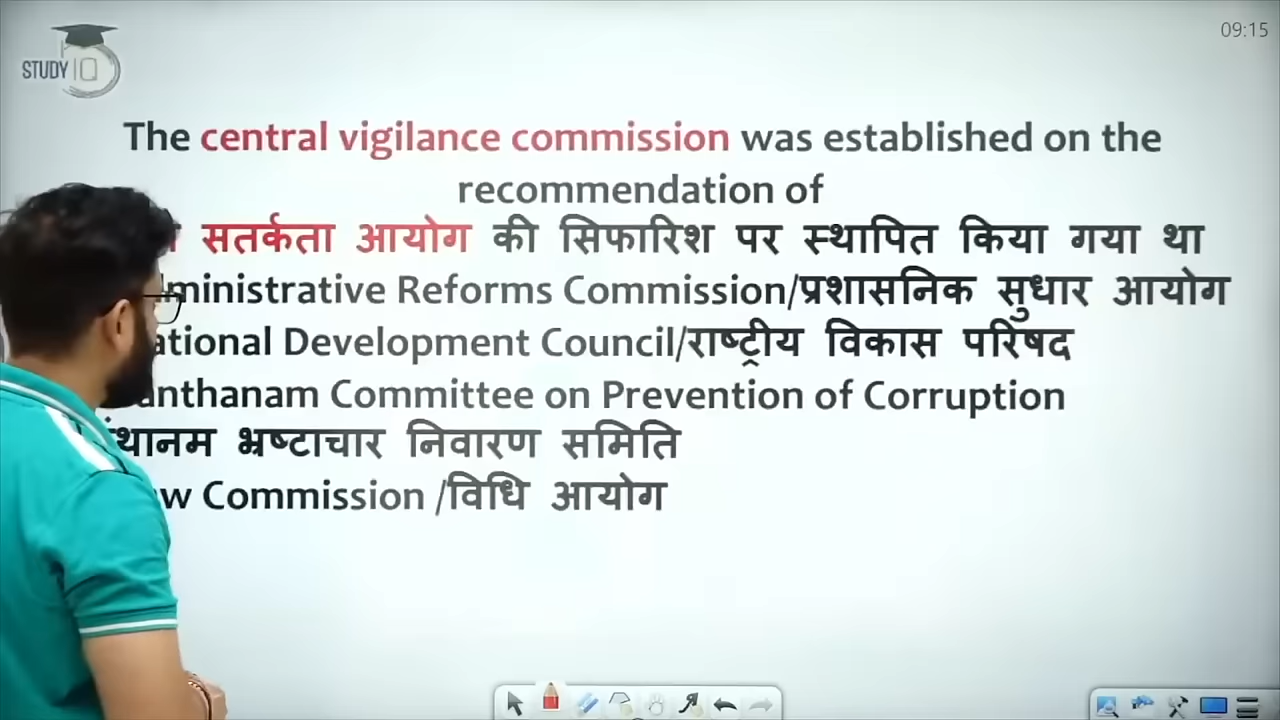 STUDY IQ
09:15
The central vigilance commission was established on the
recommendation of
सतर्कता आयोग की सिफारिश पर स्थापित किया गया था
Reforms Commission/प्रशासनिक सुधार आयोग
Development Council/राष्ट्रीय विकास परिषद
Committee on Prevention of Corruption
भ्रष्टाचार निवारण समिति
Commission /विधि आयोग